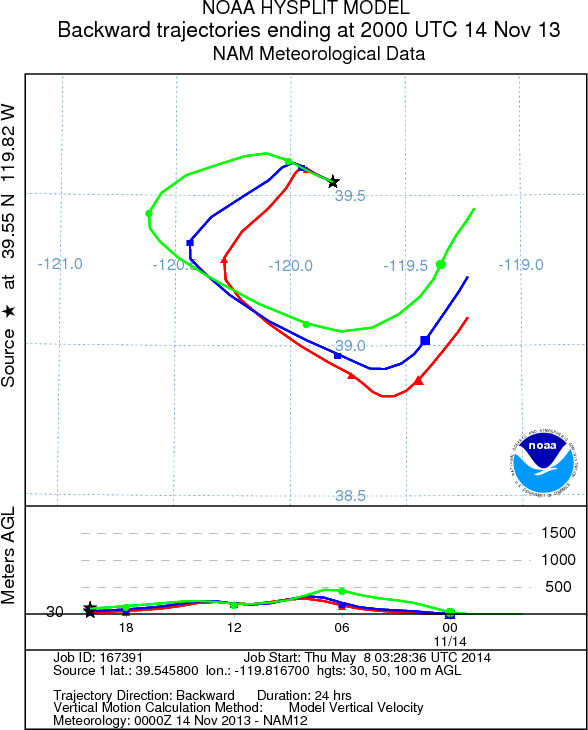 NOAA HYSPLIT MODEL
Backward trajectories ending at 2000 UTC 14 Nov 13
NAM Meteorological Data
Source ★ at 39.55 N 119.82 W
39.5
-121.0 -120.5 -120.0 -119.5 -119.0
39.0
38.5
noaa
Meters AGL
1500
1000
500
30
18 12 06 00
11/14
Job ID: 167391 Job Start: Thu May 8 03:28:36 UTC 2014
Source 1 lat.: 39.545800 lon.: -119.816700 hgts: 30, 50, 100 m AGL
Trajectory Direction: Backward Duration: 24 hrs
Vertical Motion Calculation Method: Model Vertical Velocity
Meteorology: 0000Z 14 Nov 2013 - NAM12